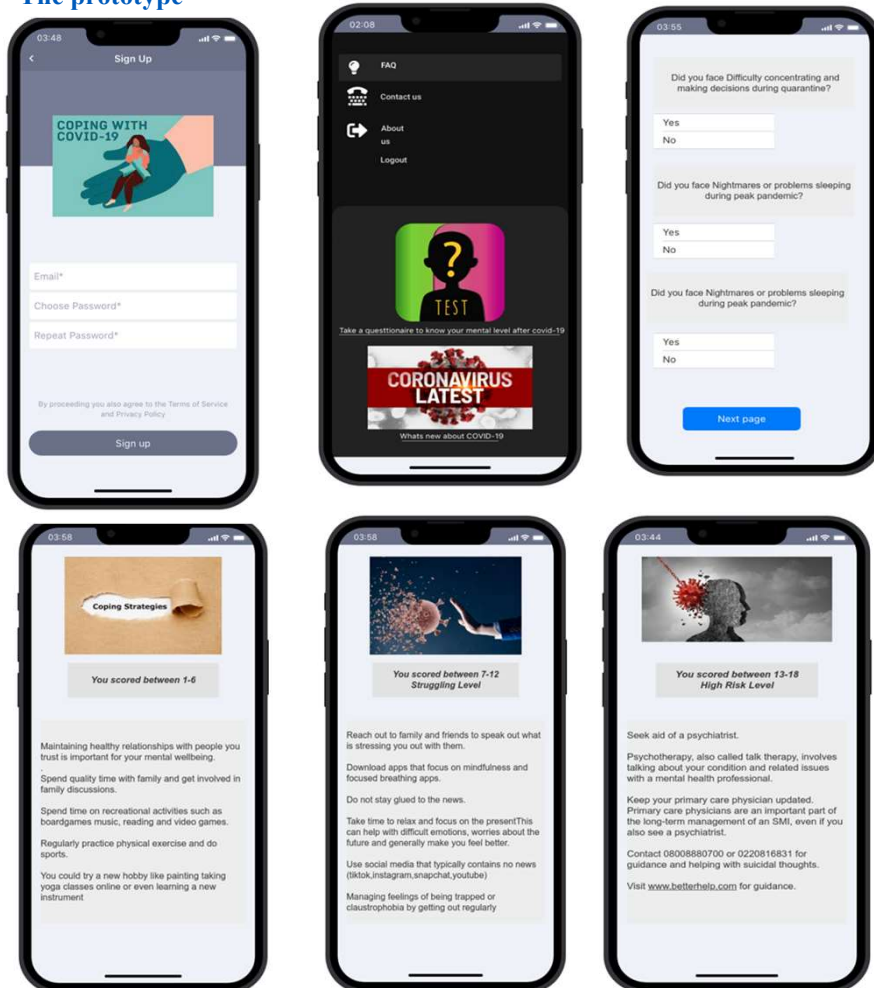 The prototype
03:48
Sign Up
COPING WITH
COVID-19
Email*
Choose Password*
Repeat Password*
By proceeding you also agree to the Terms of Service
and Privacy Policy
Sign up
02:08
FAQ
Contact us
About
us
Logout
?
TEST
Take a questtionaire to know your mental level after covid-19
CORONAVIRUS
LATEST
Whats new about COVID-19
03:55
Did you face Difficulty concentrating and
making decisions during quarantine?
Yes
No
Did you face Nightmares or problems sleeping
during peak pandemic?
Yes
No
Did you face Nightmares or problems sleeping
during peak pandemic?
Yes
No
Next page
03:58
Coping Strategies
You scored between 1-6
Maintaining healthy relationships with people you
trust is important for your mental wellbeing.
.
Spend quality time with family and get involved in
family discussions.
Spend time on recreational activities such as
boardgames music, reading and video games.
Regularly practice physical exercise and do
sports.
You could try a new hobby like painting taking
yoga classes online or even learning a new
instrument
03:58
You scored between 7-12
Struggling Level
Reach out to family and friends to speak out what
is stressing you out with them.
Download apps that focus on mindfulness and
focused breathing apps.
Do not stay glued to the news.
Take time to relax and focus on the presentThis
can help with difficult emotions, worries about the
future and generally make you feel better.
Use social media that typically contains no news
(tiktok,instagram,snapchat,youtube)
Managing feelings of being trapped or
claustrophobia by getting out regularly
03:44
You scored between 13-18
High Risk Level
Seek aid of a psychiatrist.
Psychotherapy, also called talk therapy, involves
talking about your condition and related issues
with a mental health professional.
Keep your primary care physician updated.
Primary care physicians are an important part of
the long-term management of an SMI, even if you
also see a psychiatrist.
Contact 08008880700 or 0220816831 for
guidance and helping with suicidal thoughts.
Visit www.betterhelp.com for guidance.